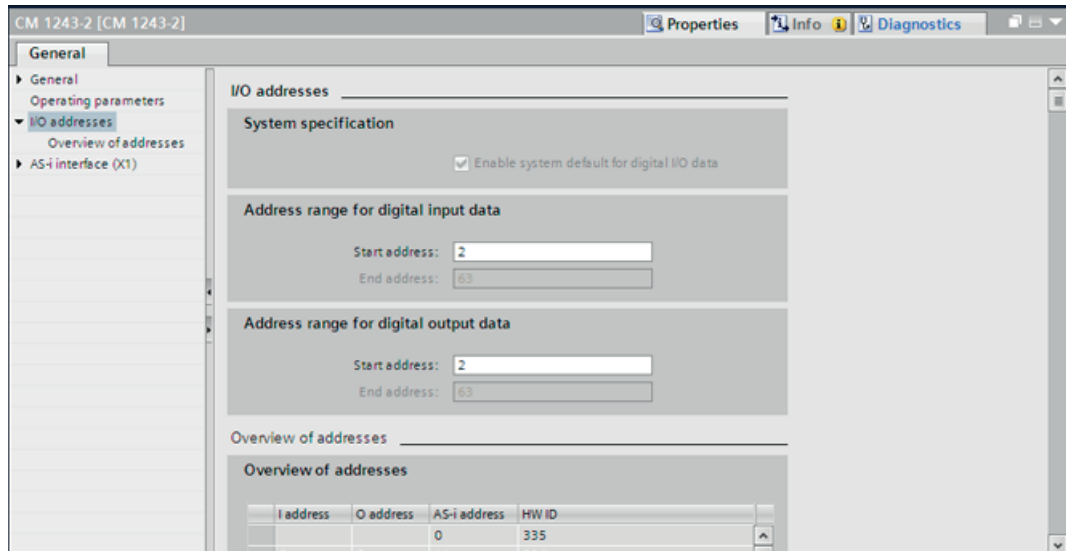 CM 1243-2 [CM 1243-2]
Properties
Info
Diagnostics
General
General
Operating parameters
I/O addresses
Overview of addresses
AS-i interface (X1)
I/O addresses
System specification
Enable system default for digital I/O data
Address range for digital input data
Start address: 2
End address: 63
Address range for digital output data
Start address: 2
End address: 63
Overview of addresses
Overview of addresses
I address O address AS-i address HW ID
0 335